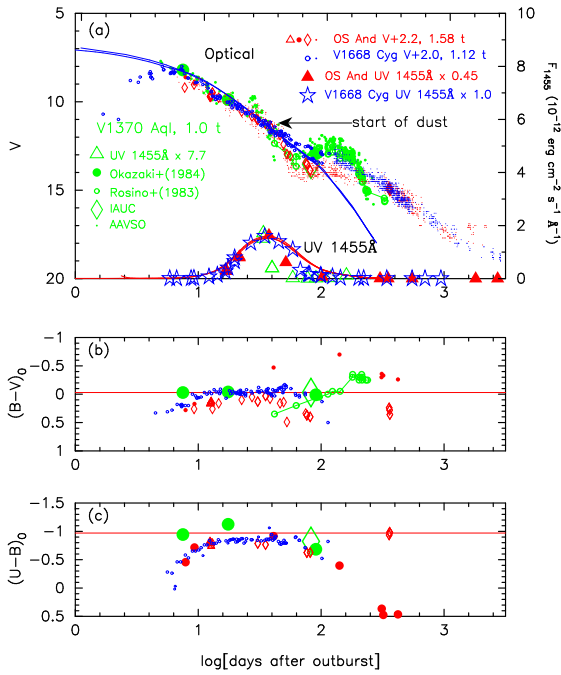 0 1 2 3
(a)
OS And V+2.2, 1.58 t
V1668 Cyg V+2.0, 1.12 t
OS And UV 1455Å x 0.45
V1668 Cyg UV 1455Å x 1.0
Optical
start of dust
V1370 Aql, 1.0 t
UV 1455Å x 7.7
Okazaki+(1984)
Rosino+(1983)
IAUC
AAVSO
UV 1455Å
V
5
10
15
20
10
8
6
4
2
0
F1455 (10−12 erg cm−2 s−1 Å−1)
0 1 2 3
(b)
(B−V)0
−1
−0.5
0
0.5
1
0 1 2 3
(c)
(U−B)0
−1.5
−1
−0.5
0
0.5
0 1 2 3
log[days after outburst]